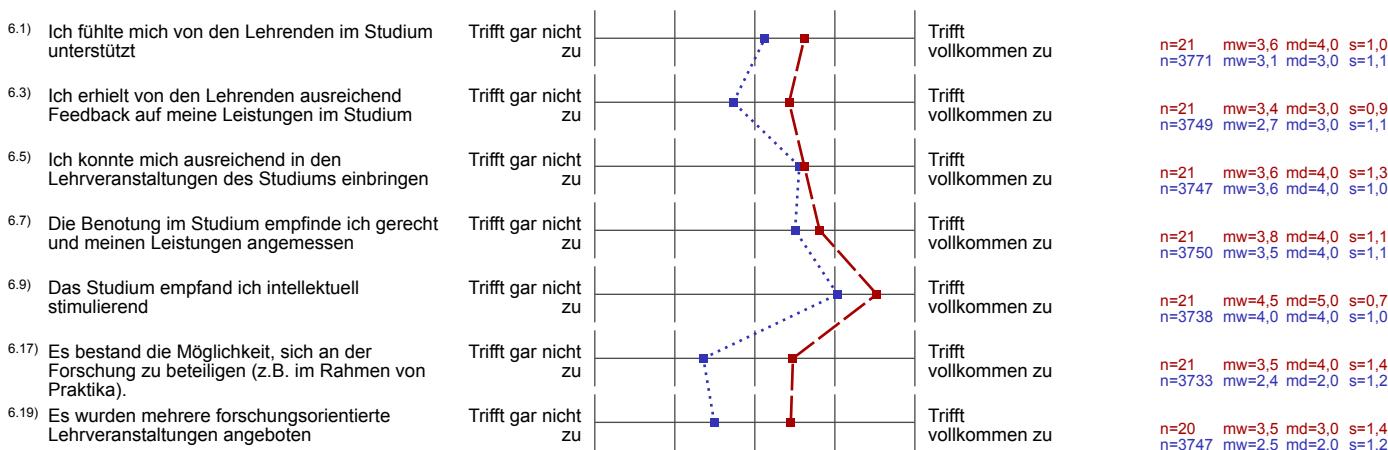 6.1) Ich fühlte mich von den Lehrenden im Studium
unterstützt
Trifft gar nicht
zu
Trifft
vollkommen zu
n=21 mw=3,6 md=4,0 s=1,0
n=3771 mw=3,1 md=3,0 s=1,1
6.3) Ich erhielt von den Lehrenden ausreichend
Feedback auf meine Leistungen im Studium
Trifft gar nicht
zu
Trifft
vollkommen zu
n=21 mw=3,4 md=3,0 s=0,9
n=3749 mw=2,7 md=3,0 s=1,1
6.5) Ich konnte mich ausreichend in den
Lehrveranstaltungen des Studiums einbringen
Trifft gar nicht
zu
Trifft
vollkommen zu
n=21 mw=3,6 md=4,0 s=1,3
n=3747 mw=3,6 md=4,0 s=1,0
6.7) Die Benotung im Studium empfinde ich gerecht
und meinen Leistungen angemessen
Trifft gar nicht
zu
Trifft
vollkommen zu
n=21 mw=3,8 md=4,0 s=1,1
n=3750 mw=3,5 md=4,0 s=1,1
6.9) Das Studium empfand ich intellektuell
stimulierend
Trifft gar nicht
zu
Trifft
vollkommen zu
n=21 mw=4,5 md=5,0 s=0,7
n=3738 mw=4,0 md=4,0 s=1,0
6.17) Es bestand die Möglichkeit, sich an der
Forschung zu beteiligen (z.B. im Rahmen von
Praktika).
Trifft gar nicht
zu
Trifft
vollkommen zu
n=21 mw=3,5 md=4,0 s=1,4
n=3733 mw=2,4 md=2,0 s=1,2
6.19) Es wurden mehrere forschungsorientierte
Lehrveranstaltungen angeboten
Trifft gar nicht
zu
Trifft
vollkommen zu
n=20 mw=3,5 md=3,0 s=1,4
n=3747 mw=2,5 md=2,0 s=1,2